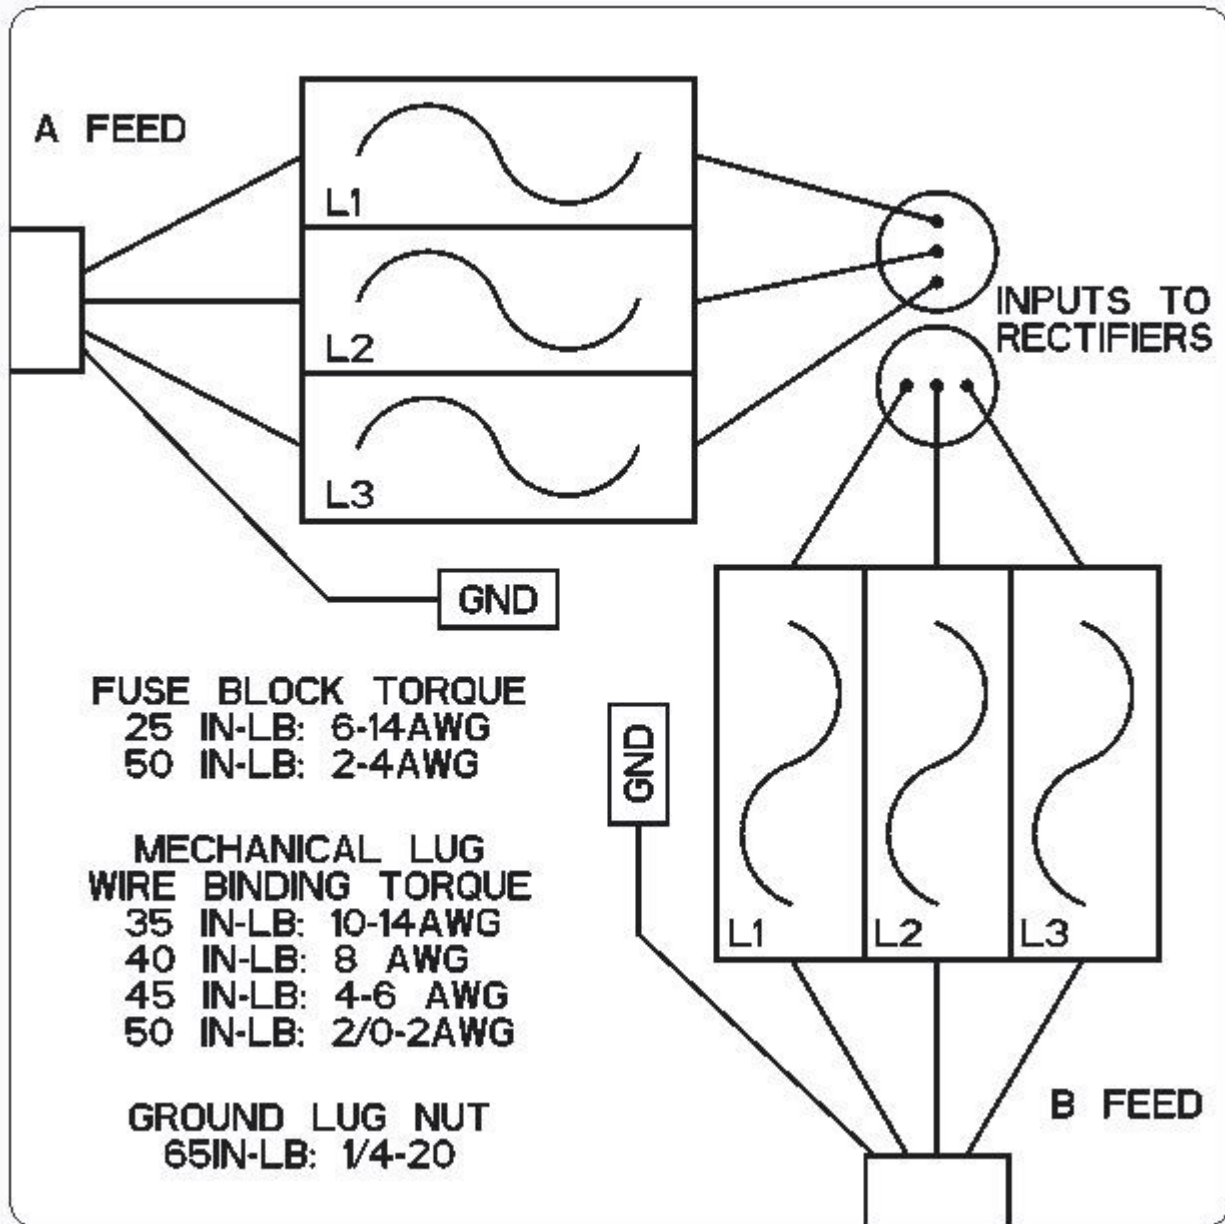 A FEED
L1
L2
L3
GND
INPUTS TO
RECTIFIERS
FUSE BLOCK TORQUE
25 IN-LB: 6-14AWG
50 IN-LB: 2-4AWG
MECHANICAL LUG
WIRE BINDING TORQUE
35 IN-LB: 10-14AWG
40 IN-LB: 8 AWG
45 IN-LB: 4-6 AWG
50 IN-LB: 2/0-2AWG
GROUND LUG NUT
65IN-LB: 1/4-20
GND
L1
L2
L3
B FEED